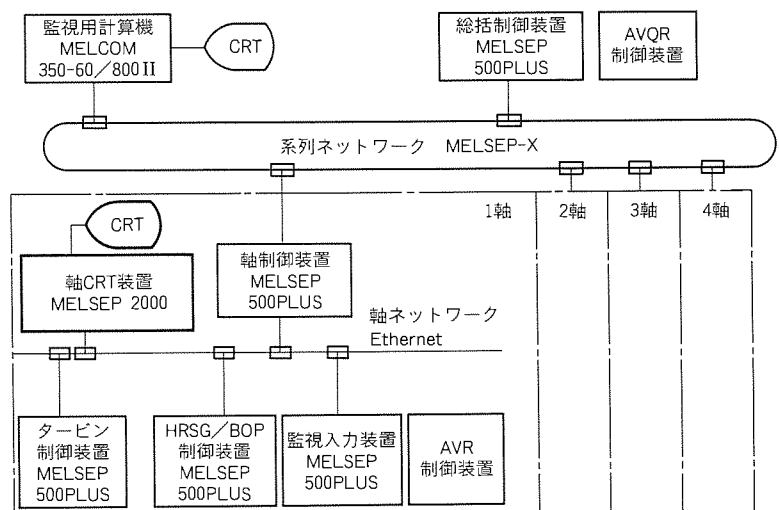 監視用計算機
MELCOM
350-60／800Ⅱ
CRT
総括制御装置
MELSEP
500PLUS
AVQR
制御装置
系列ネットワーク MELSEP-X
1軸
2軸
3軸
4軸
CRT
軸CRT装置
MELSEP 2000
軸制御装置
MELSEP
500PLUS
軸ネットワーク
Ethernet
タービン
制御装置
MELSEP
500PLUS
HRSG／BOP
制御装置
MELSEP
500PLUS
監視入力装置
MELSEP
500PLUS
AVR
制御装置